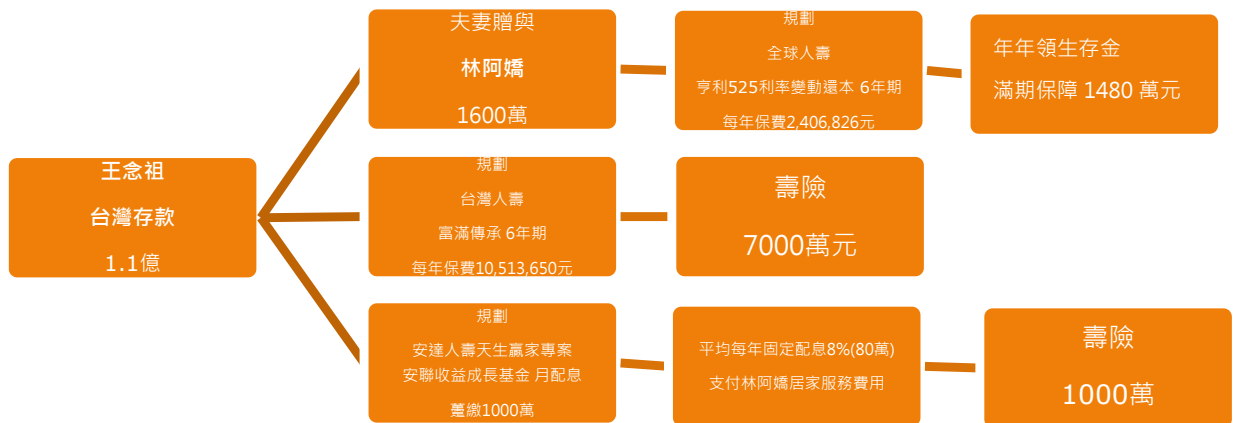 王念祖
台灣存款
1.1億
夫妻贈與
林阿嬌
1600萬
規劃
全球人壽
亨利525利率變動還本 6年期
每年保費2,406,826元
年年領生存金
滿期保障 1480 萬元
規劃
台灣人壽
富滿傳承 6年期
每年保費10,513,650元
壽險
7000萬元
規劃
安達人壽天生贏家專案
安聯收益成長基金 月配息
躉繳1000萬
平均每年固定配息8%(80萬)
支付林阿嬌居家服務費用
壽險
1000萬